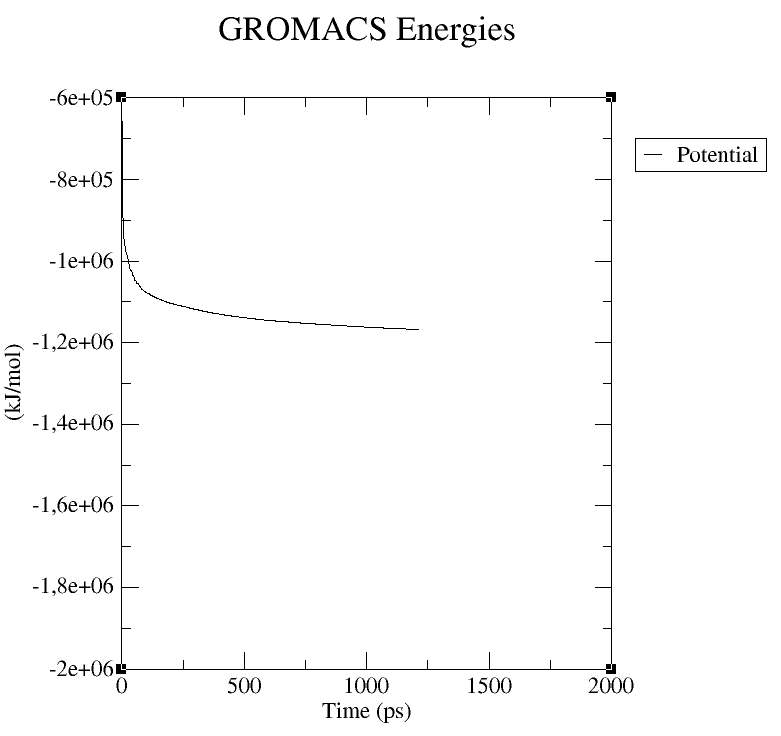 GROMACS Energies
-6e+05
-8e+05
-1e+06
-1,2e+06
-1,4e+06
-1,6e+06
-1,8e+06
-2e+06
(kJ/mol)
Potential
0 500 1000 1500 2000
Time (ps)